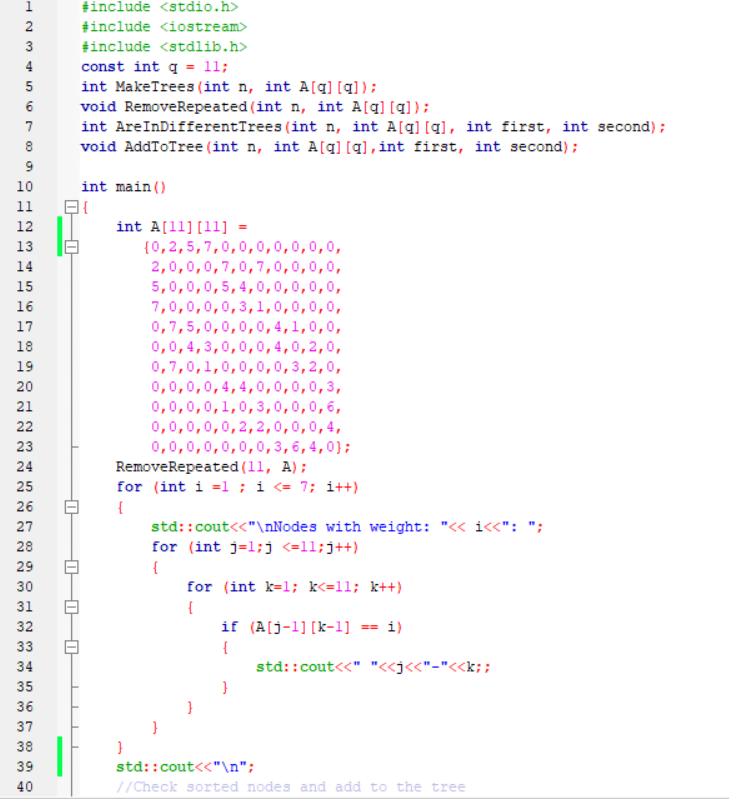 1 #include <stdio.h>
2 #include <iostream>
3 #include <stdlib.h>
4 const int q = 11;
5 int MakeTrees(int n, int A[q][q]);
6 void RemoveRepeated(int n, int A[q][q]);
7 int AreInDifferentTrees(int n, int A[q][q], int first, int second);
8 void AddToTree(int n, int A[q][q],int first, int second);
9
10 int main()
11 {
12     int A[11][11] =
13        {0,2,5,7,0,0,0,0,0,0,0,
14         2,0,0,0,7,0,7,0,0,0,0,
15         5,0,0,0,5,4,0,0,0,0,0,
16         7,0,0,0,0,3,1,0,0,0,0,
17         0,7,5,0,0,0,0,4,1,0,0,
18         0,0,4,3,0,0,0,4,0,2,0,
19         0,7,0,1,0,0,0,0,3,2,0,
20         0,0,0,0,4,4,0,0,0,0,3,
21         0,0,0,0,1,0,3,0,0,0,6,
22         0,0,0,0,0,2,2,0,0,0,4,
23         0,0,0,0,0,0,0,3,6,4,0};
24     RemoveRepeated(11, A);
25     for (int i =1 ; i <= 7; i++)
26     {
27         std::cout<<"\nNodes with weight: "<< i<<": ";
28         for (int j=1;j <=11;j++)
29         {
30             for (int k=1; k<=11; k++)
31             {
32                 if (A[j-1][k-1] == i)
33                 {
34                     std::cout<<" "<<j<<"-"<<k;;
35                 }
36             }
37         }
38     }
39     std::cout<<"\n";
40     //Check sorted nodes and add to the tree